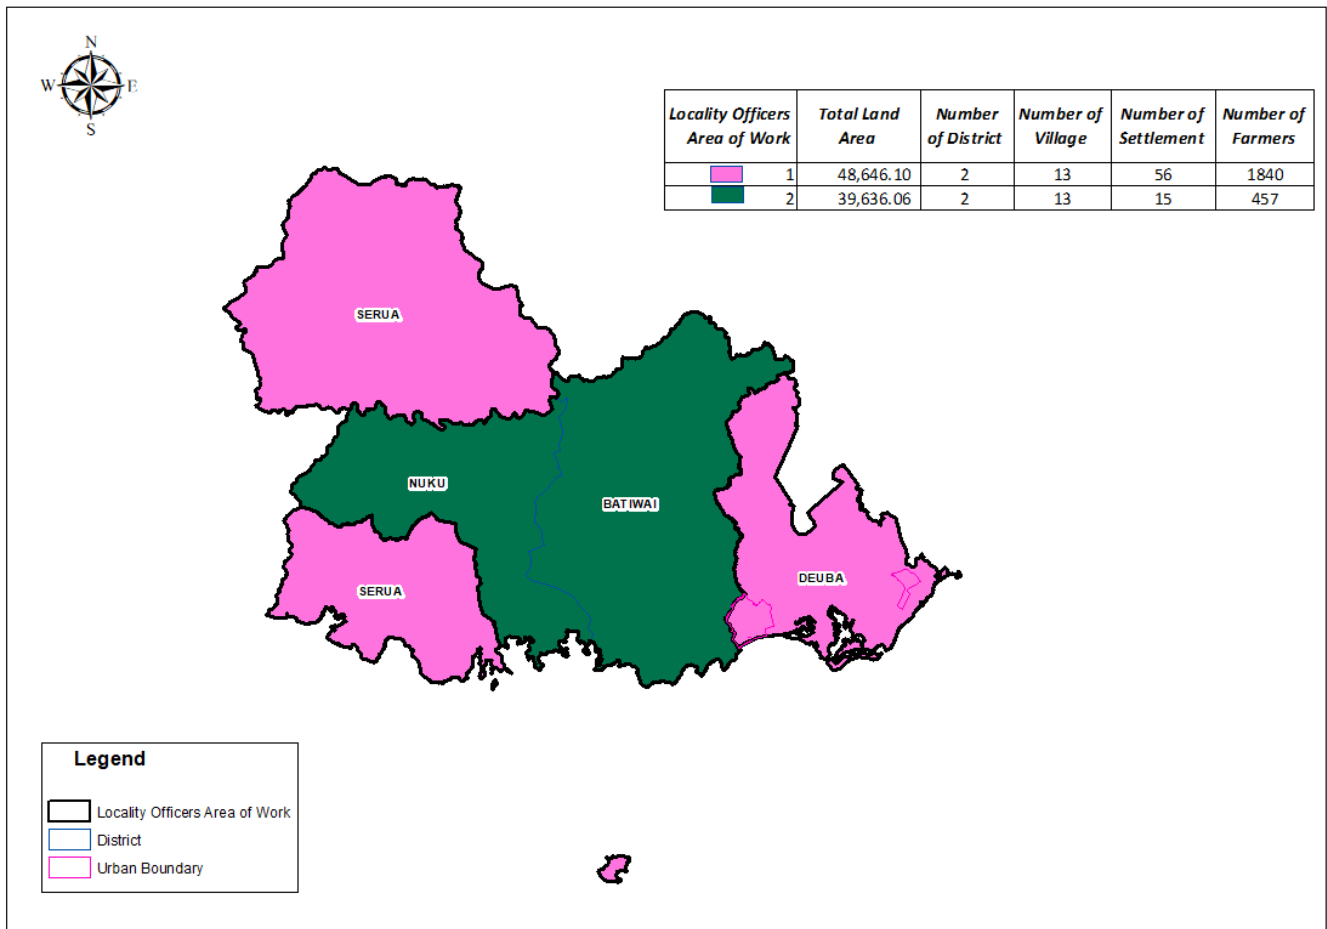 N
W E
S
Locality Officers Area of Work Total Land Area Number of District Number of Village Number of Settlement Number of Farmers
1 48,646.10 2 13 56 1840
2 39,636.06 2 13 15 457
SERUA
NUKU
BATIWAI
DEUBA
SERUA
Legend
Locality Officers Area of Work
District
Urban Boundary